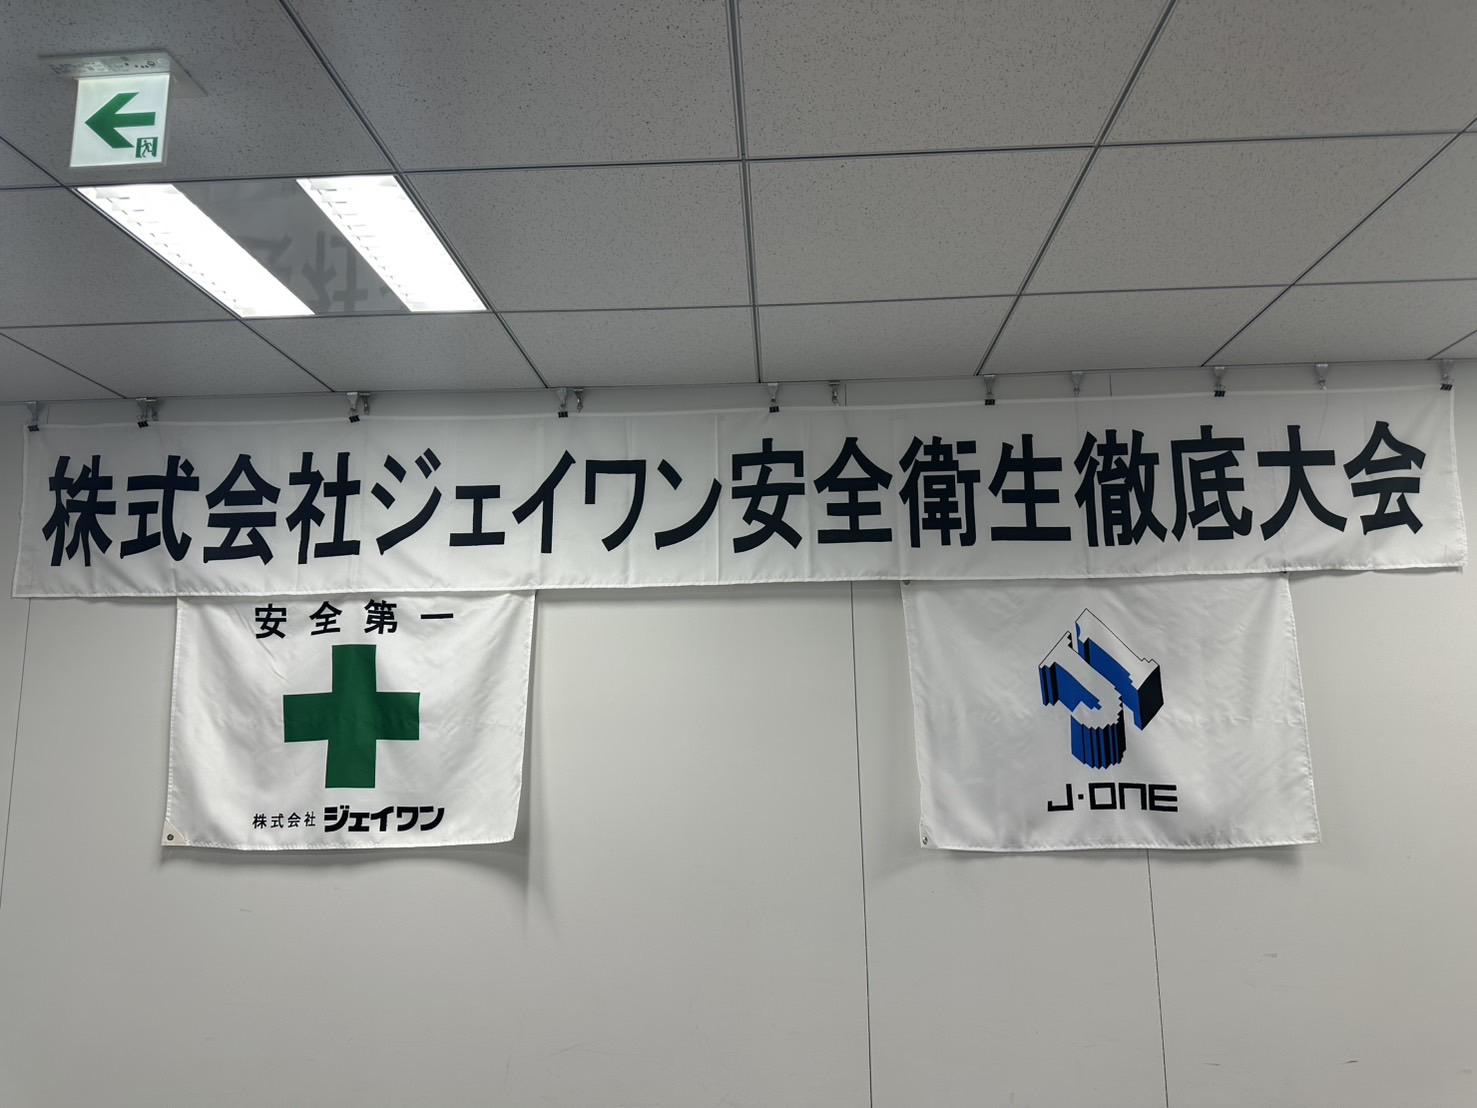 株式会社ジェイワン安全衛生徹底大会
安全第一
株式会社 ジェイワン
J·ONE